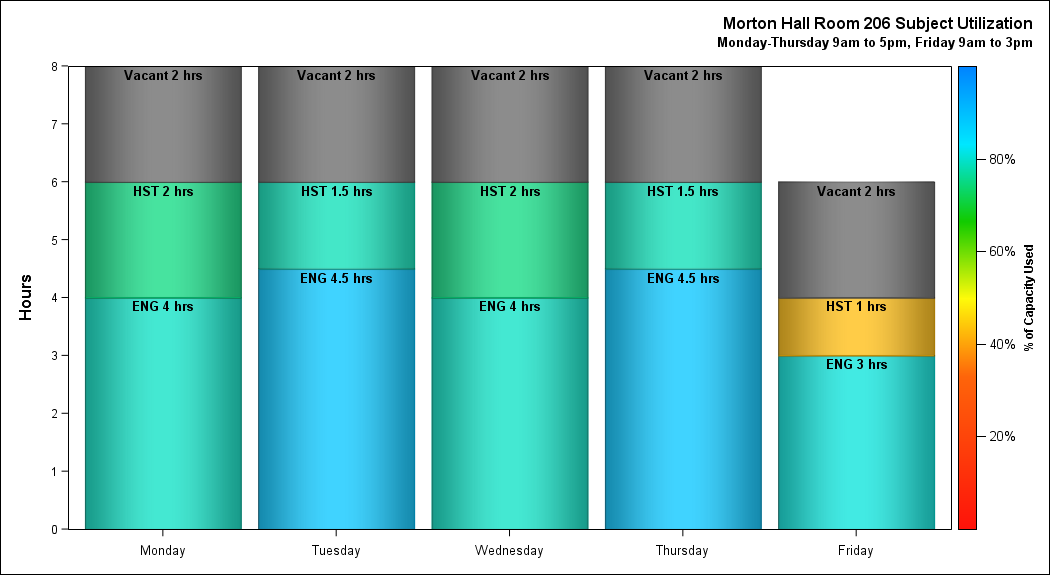 Morton Hall Room 206 Subject Utilization
Monday-Thursday 9am to 5pm, Friday 9am to 3pm
Hours
8
7
6
5
4
3
2
1
0
Vacant 2 hrs
HST 2 hrs
ENG 4 hrs
Monday
Vacant 2 hrs
HST 1.5 hrs
ENG 4.5 hrs
Tuesday
Vacant 2 hrs
HST 2 hrs
ENG 4 hrs
Wednesday
Vacant 2 hrs
HST 1.5 hrs
ENG 4.5 hrs
Thursday
Vacant 2 hrs
HST 1 hrs
ENG 3 hrs
Friday
80%
60%
40%
20%
% of Capacity Used